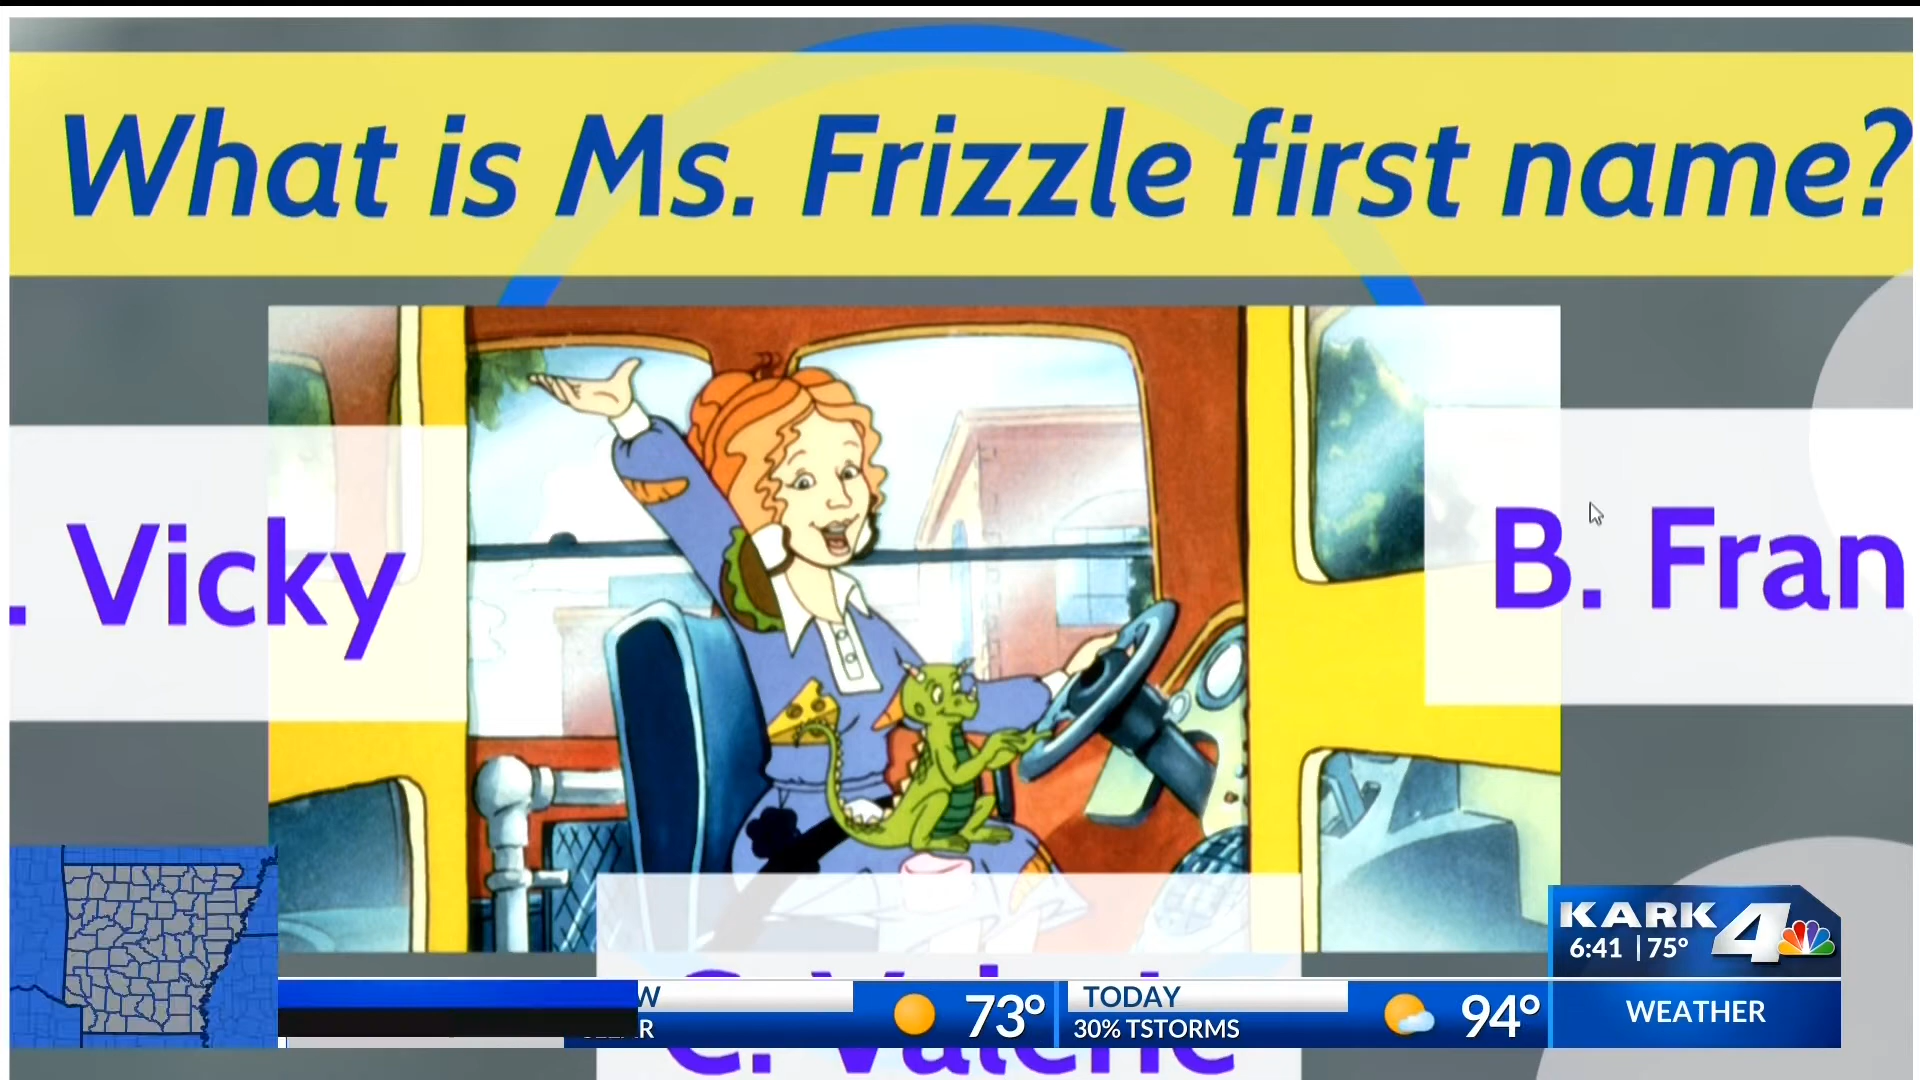 What is Ms. Frizzle first name?
. Vicky
B. Fran
C. Valerie
KARK 4
6:41 | 75°
W
73°
TODAY
30% TSTORMS
94°
WEATHER